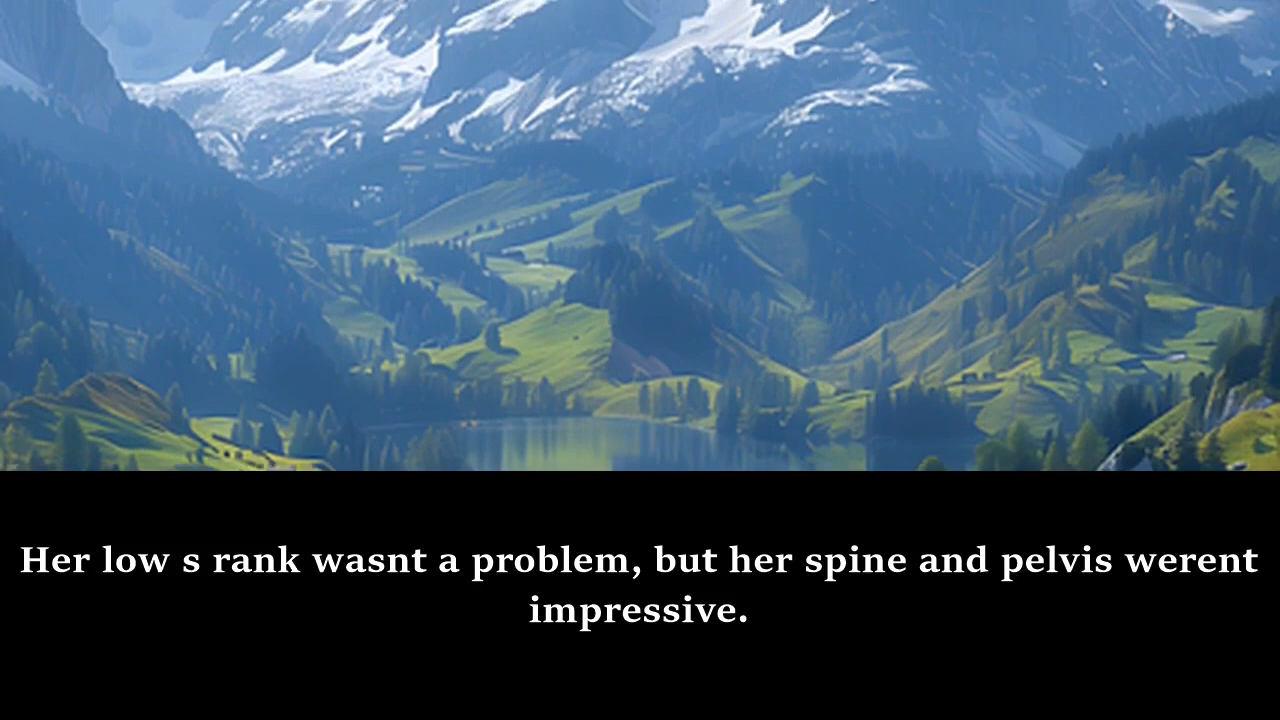 Her low s rank wasnt a problem, but her spine and pelvis werent
impressive.